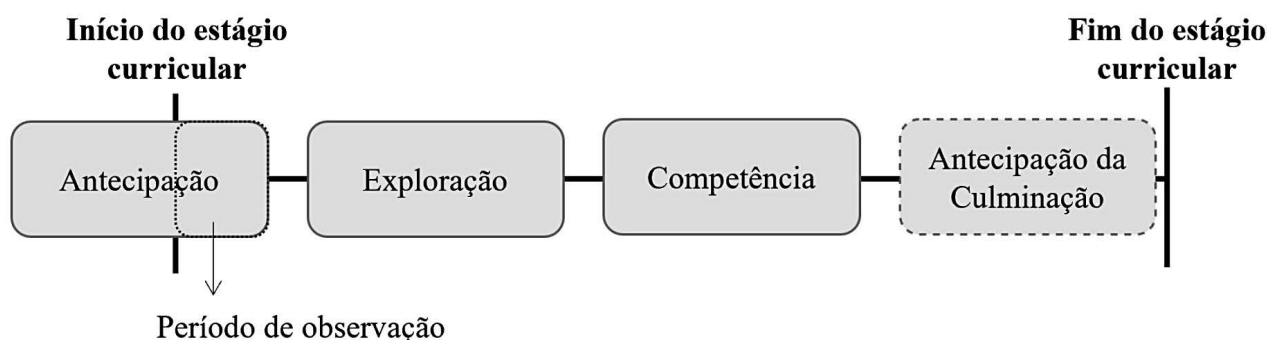 Início do estágio
curricular
Fim do estágio
curricular
Antecipação
Exploração
Competência
Antecipação da
Culminação
Período de observação